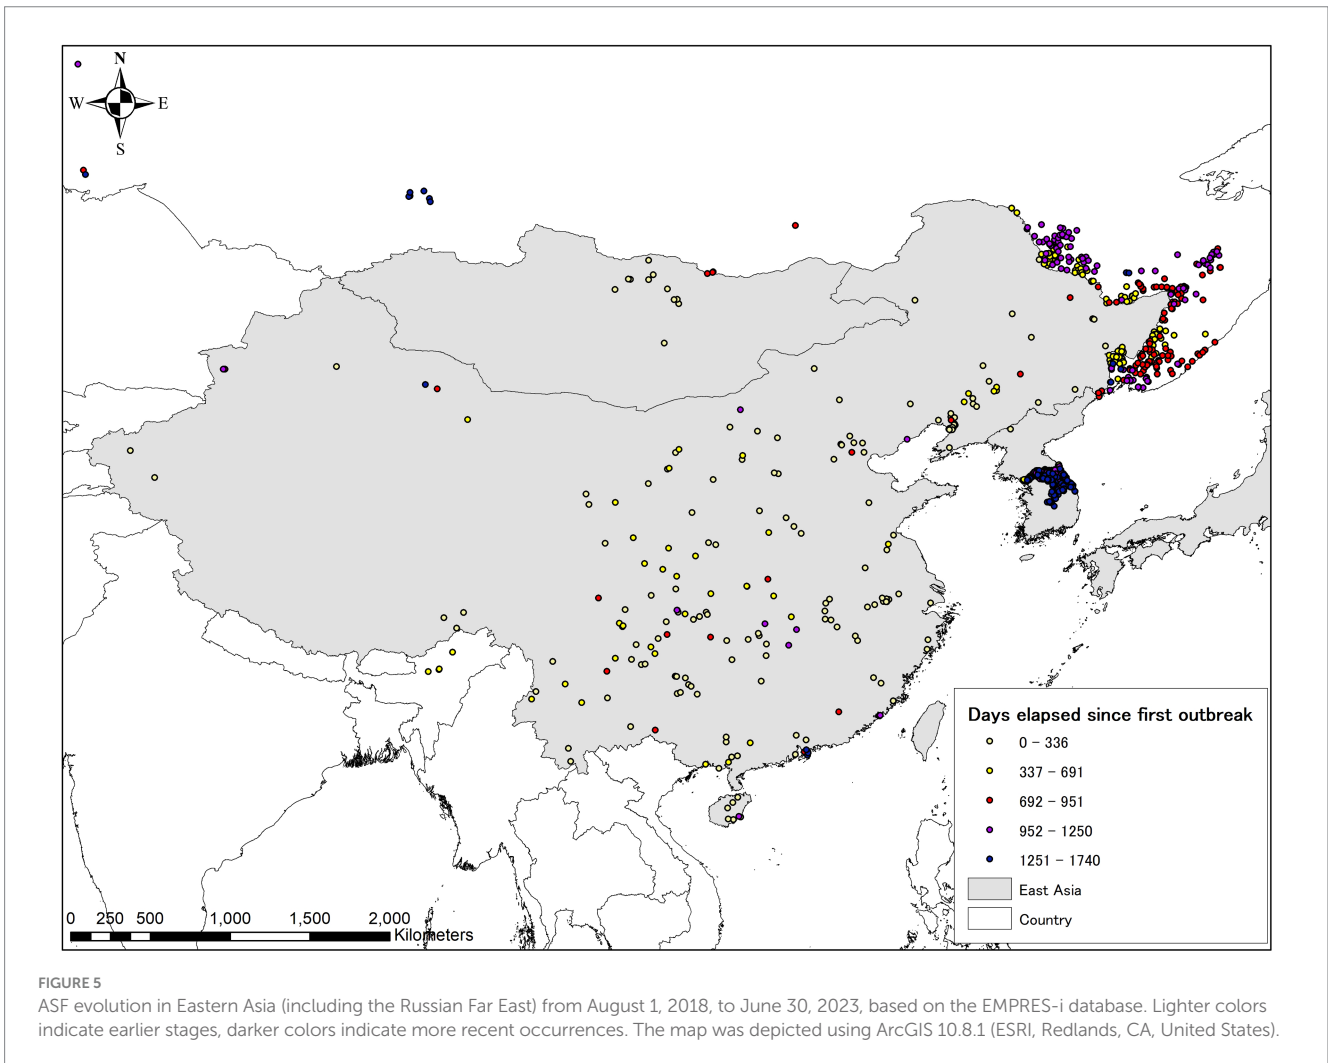 N
W E
S
Days elapsed since first outbreak
0 – 336
337 – 691
692 – 951
952 – 1250
1251 – 1740
East Asia
Country
0 250 500 1,000 1,500 2,000
Kilometers
FIGURE 5
ASF evolution in Eastern Asia (including the Russian Far East) from August 1, 2018, to June 30, 2023, based on the EMPRES-i database. Lighter colors
indicate earlier stages, darker colors indicate more recent occurrences. The map was depicted using ArcGIS 10.8.1 (ESRI, Redlands, CA, United States).